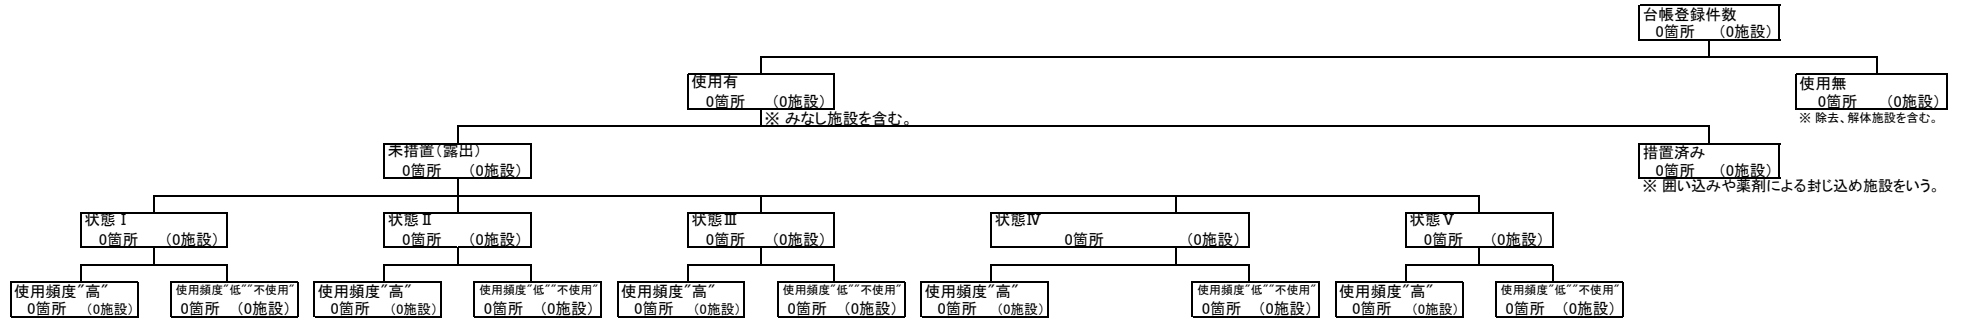 台帳登録件数
0箇所 (0施設)
使用有
0箇所 (0施設)
※ みなし施設を含む。
使用無
0箇所 (0施設)
※ 除去、解体施設を含む。
未措置(露出)
0箇所 (0施設)
措置済み
0箇所 (0施設)
※ 囲い込みや薬剤による封じ込め施設をいう。
状態Ⅰ
0箇所 (0施設)
状態Ⅱ
0箇所 (0施設)
状態Ⅲ
0箇所 (0施設)
状態Ⅳ
0箇所 (0施設)
状態Ⅴ
0箇所 (0施設)
使用頻度"高"
0箇所 (0施設)
使用頻度"低""不使用"
0箇所 (0施設)
使用頻度"高"
0箇所 (0施設)
使用頻度"低""不使用"
0箇所 (0施設)
使用頻度"高"
0箇所 (0施設)
使用頻度"低""不使用"
0箇所 (0施設)
使用頻度"高"
0箇所 (0施設)
使用頻度"低""不使用"
0箇所 (0施設)
使用頻度"高"
0箇所 (0施設)
使用頻度"低""不使用"
0箇所 (0施設)